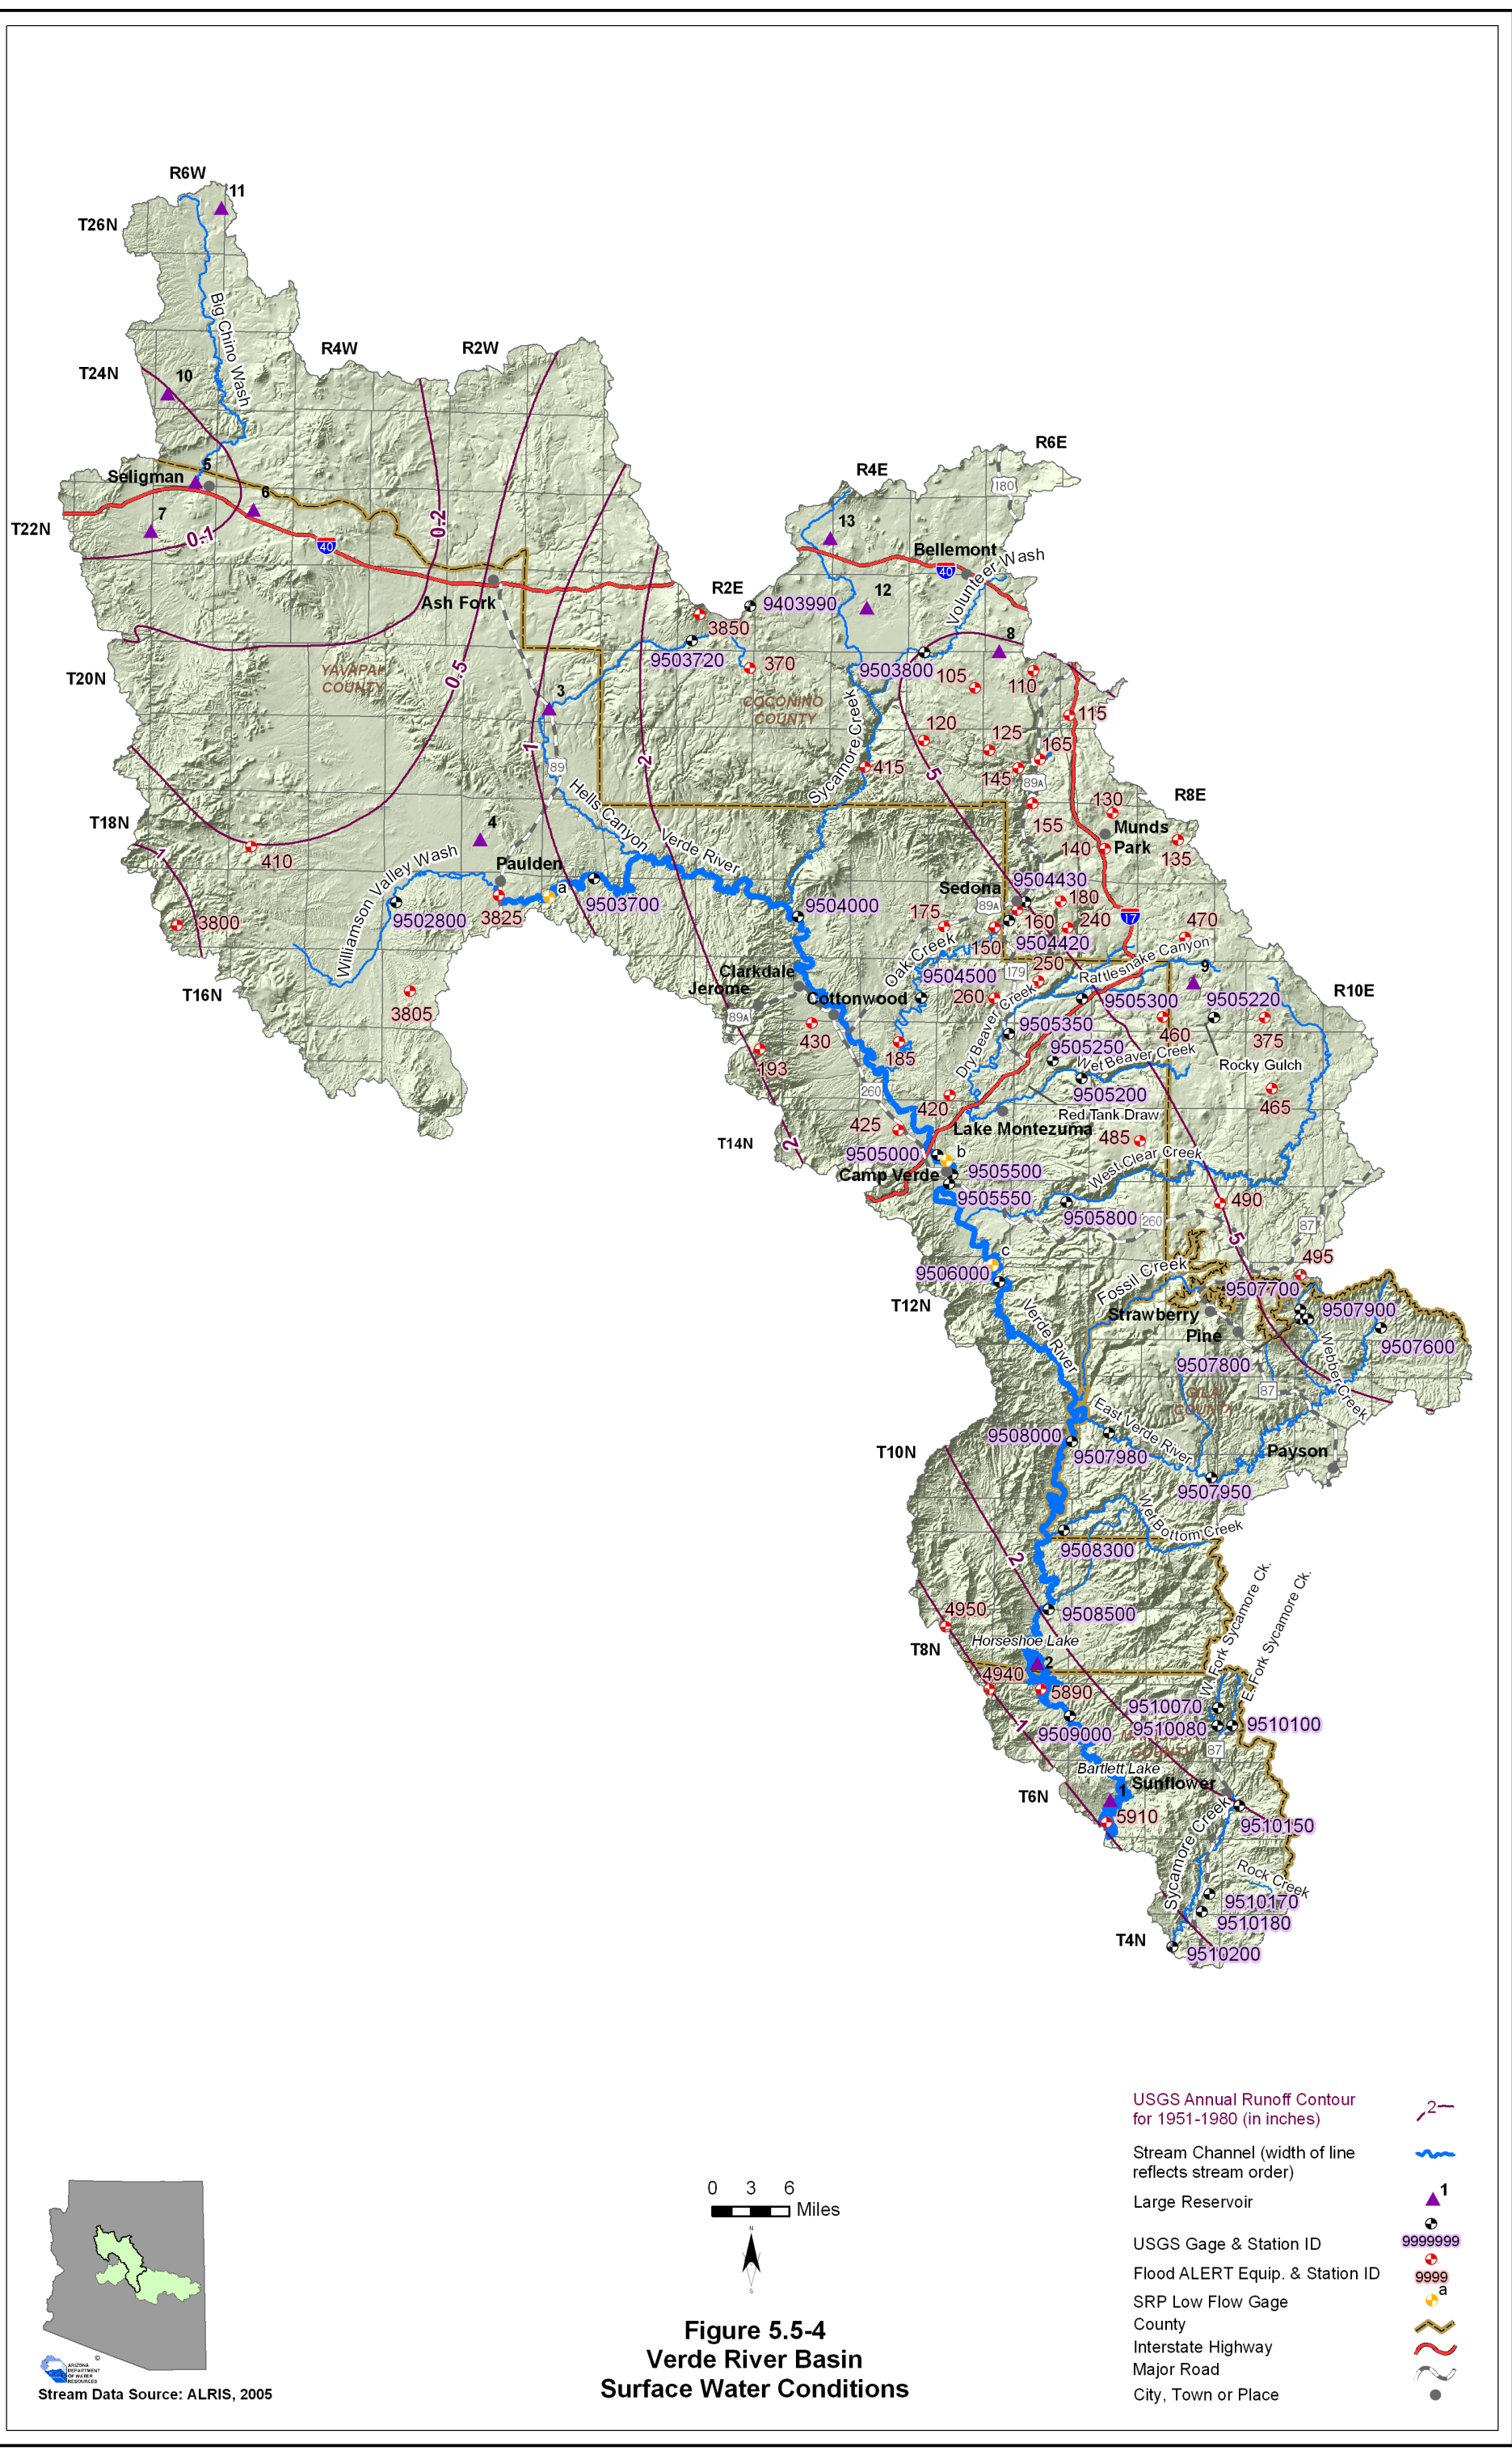 R6W
11
T26N
Big Chino Wash
R4W
R2W
T24N
10
R6E
R4E
180
5
Seligman
6
7
T22N
0.1
0.2
40
13
Bellemont
40
Volunteer Wash
R2E
12
9403990
Ash Fork
3850
8
9503720
370
9503800
105
110
YAVAPAI
COUNTY
T20N
0.5
3
COCONINO
COUNTY
115
120
125
165
1
2
5
415
145
89A
89
Sycamore Creek
130
R8E
Hells Canyon
T18N
4
155
Munds
Park
140
135
1
410
Verde River
Paulden
a
Williamson Valley Wash
9504430
Sedona
180
89A
9502800
3825
9503700
9504000
175
160
240
17
470
3800
150
9504420
Oak Creek
250
Rattlesnake Canyon
179
T16N
Clarkdale
9504500
9
Jerome
Cottonwood
260
9505300
9505220
R10E
3805
89A
430
Dry Beaver Creek
9505350
460
375
185
9505250
193
Wet Beaver Creek
Rocky Gulch
260
9505200
420
465
Red Tank Draw
425
Lake Montezuma
485
T14N
2
9505000
b
West Clear Creek
Camp Verde
9505500
9505550
490
9505800
260
87
5
c
495
9506000
Fossil Creek
9507700
T12N
Verde River
Strawberry
9507900
Pine
9507600
9507800
Webber Creek
87
GILA
COUNTY
East Verde River
9508000
T10N
9507980
Payson
9507950
Wet Bottom Creek
9508300
2
W. Fork Sycamore Ck.
E. Fork Sycamore Ck.
4950
9508500
T8N
Horseshoe Lake
2
4940
5890
1
9510070
9509000
9510080
9510100
COUNTY
87
Bartlett Lake
1
Sunflower
T6N
5910
9510150
Sycamore Creek
Rock Creek
9510170
9510180
T4N
9510200
USGS Annual Runoff Contour
for 1951-1980 (in inches)
2
Stream Channel (width of line
reflects stream order)
Large Reservoir
1
USGS Gage & Station ID
9999999
Flood ALERT Equip. & Station ID
9999
SRP Low Flow Gage
a
County
Interstate Highway
Major Road
City, Town or Place
0 3 6
Miles
N
S
Figure 5.5-4
Verde River Basin
Surface Water Conditions
©
ARIZONA
DEPARTMENT
OF WATER
RESOURCES
Stream Data Source: ALRIS, 2005